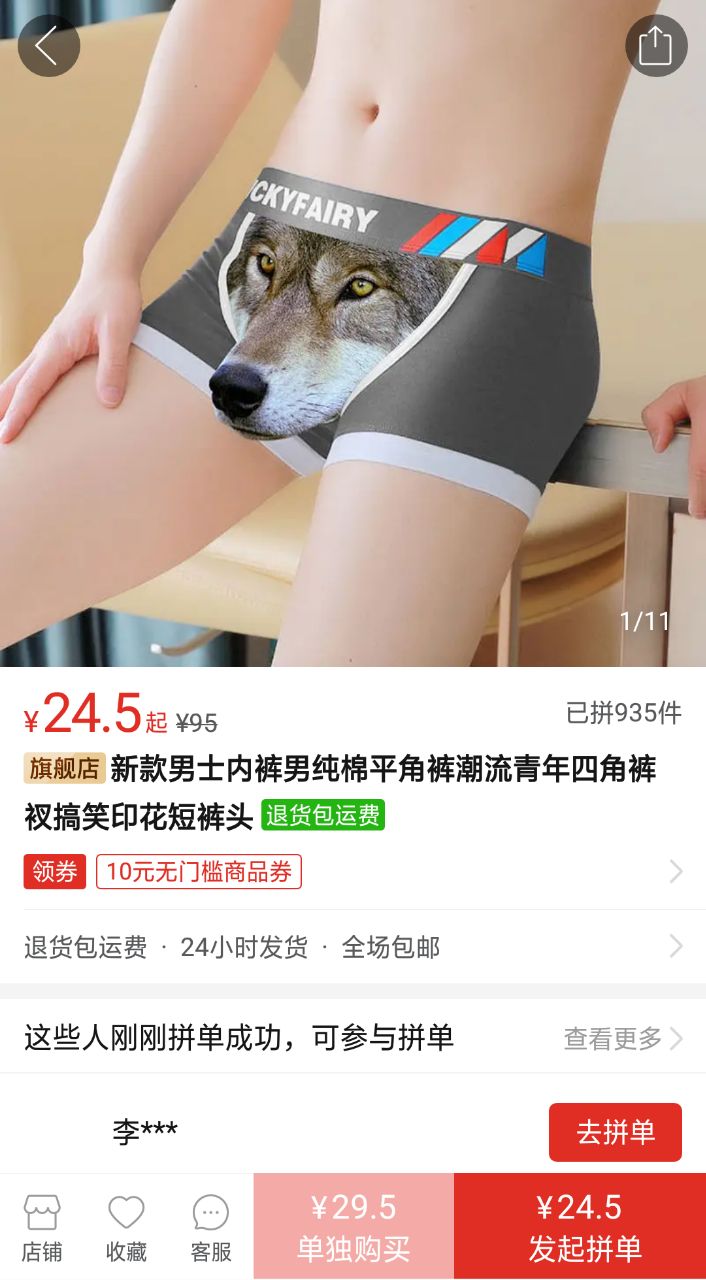 CKYFAIRY
1/11
¥24.5起 ¥95 已拼935件
旗舰店 新款男士内裤男纯棉平角裤潮流青年四角裤
衩搞笑印花短裤头 退货包运费
领券 10元无门槛商品券
退货包运费 · 24小时发货 · 全场包邮
这些人刚刚拼单成功，可参与拼单 查看更多
李*** 去拼单
¥29.5 ¥24.5
店铺 收藏 客服 单独购买 发起拼单